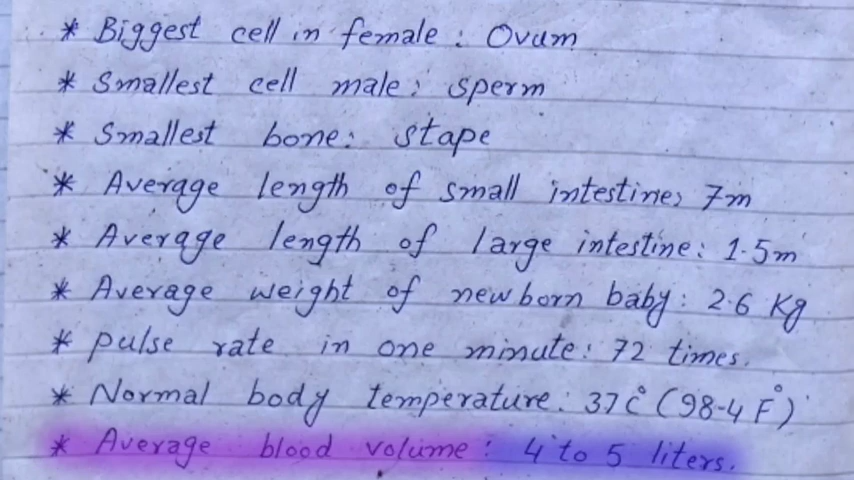 * Biggest cell in female : Ovum
* Smallest cell male : sperm
* Smallest bone : stape
* Average length of small intestine : 7m
* Average length of large intestine : 1.5m
* Average weight of newborn baby : 2.6 Kg
* pulse rate in one minute : 72 times.
* Normal body temperature : 37 c° (98-4 F°)
* Average blood volume : 4 to 5 liters.